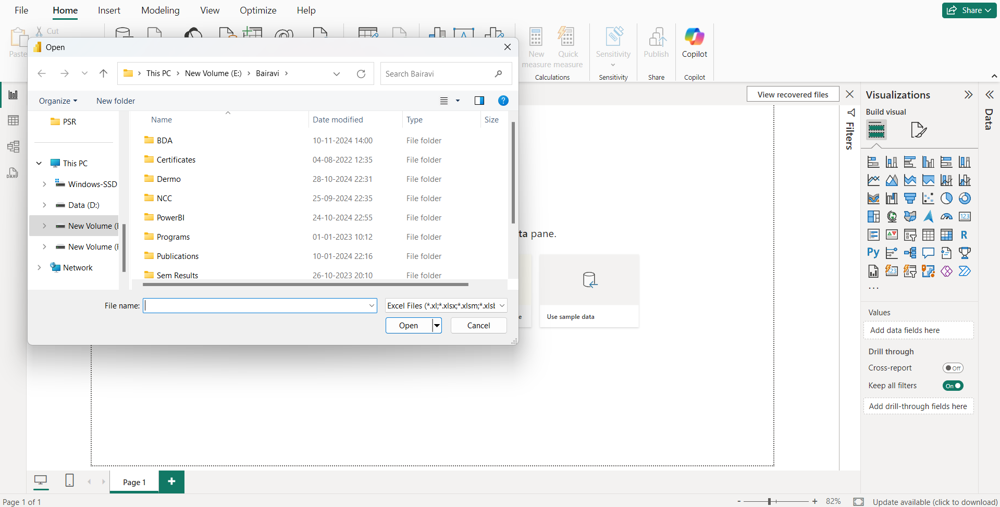 File Home Insert Modeling View Optimize Help
Share
Cut
Paste
New measure
Quick measure
Calculations
Sensitivity
Sensitivity
Publish
Share
Copilot
Copilot
Open
This PC > New Volume (E:) > Bairavi >
Search Bairavi
Organize
New folder
PSR
This PC
Windows-SSD
Data (D:)
New Volume (
New Volume (
Network
Name Date modified Type Size
BDA 10-11-2024 14:00 File folder
Certificates 04-08-2022 12:35 File folder
Dermo 28-10-2024 22:31 File folder
NCC 25-09-2024 22:35 File folder
PowerBI 24-10-2024 22:55 File folder
Programs 01-01-2023 10:12 File folder
Publications 10-01-2024 22:16 File folder
Sem Results 26-10-2023 20:10 File folder
File name:
Excel Files (*.xl;*.xlsx;*.xlsm;*.xlsb
Open
Cancel
ta pane.
e
Use sample data
View recovered files
Filters
Visualizations
Build visual
123
R
Py
123
...
Values
Add data fields here
Drill through
Cross-report
Off
Keep all filters
On
Add drill-through fields here
Data
DAX
Page 1
Page 1 of 1
- + 82%
Update available (click to download)